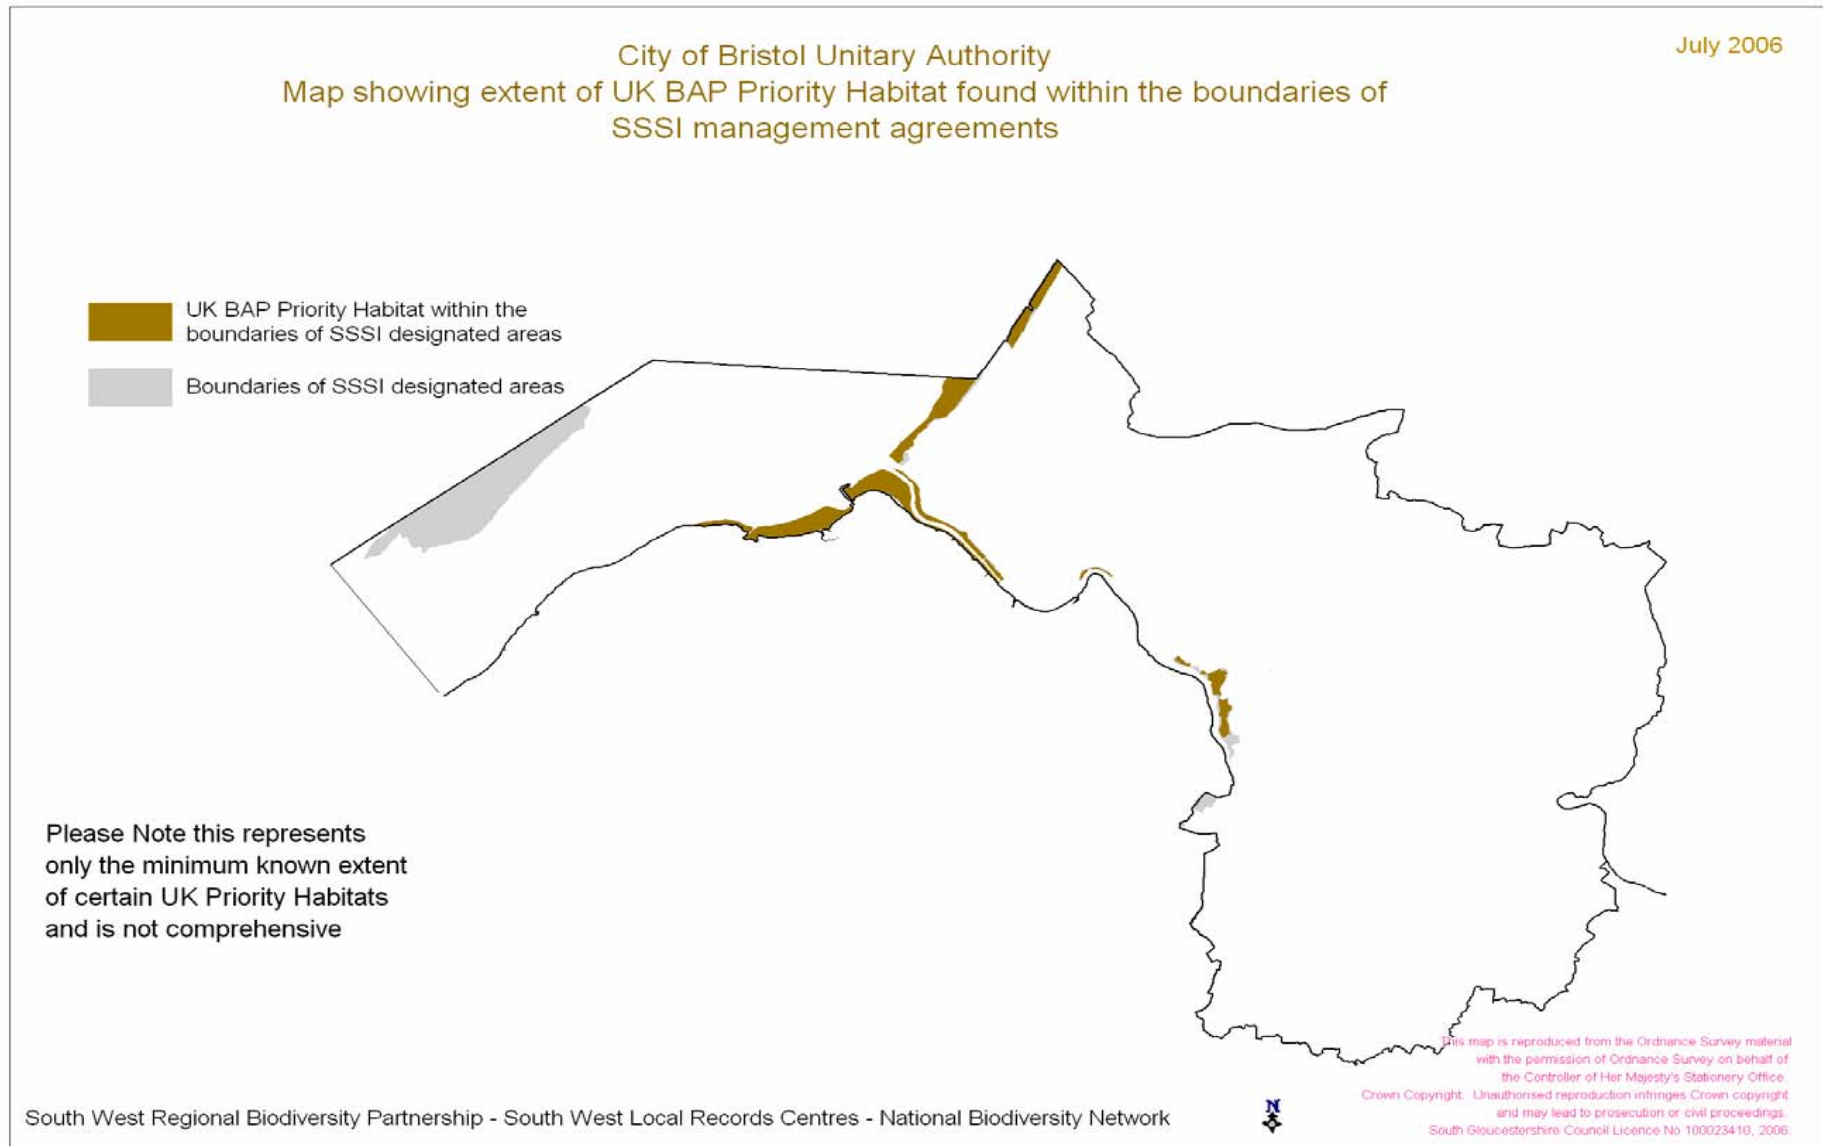 City of Bristol Unitary Authority
Map showing extent of UK BAP Priority Habitat found within the boundaries of
SSSI management agreements
July 2006
UK BAP Priority Habitat within the
boundaries of SSSI designated areas
Boundaries of SSSI designated areas
Please Note this represents
only the minimum known extent
of certain UK Priority Habitats
and is not comprehensive
This map is reproduced from the Ordnance Survey material
with the permission of Ordnance Survey on behalf of
the Controller of Her Majesty's Stationery Office.
Crown Copyright. Unauthorised reproduction infringes Crown copyright
and may lead to prosecution or civil proceedings.
South Gloucestershire Council Licence No 100023410, 2006.
South West Regional Biodiversity Partnership - South West Local Records Centres - National Biodiversity Network
N